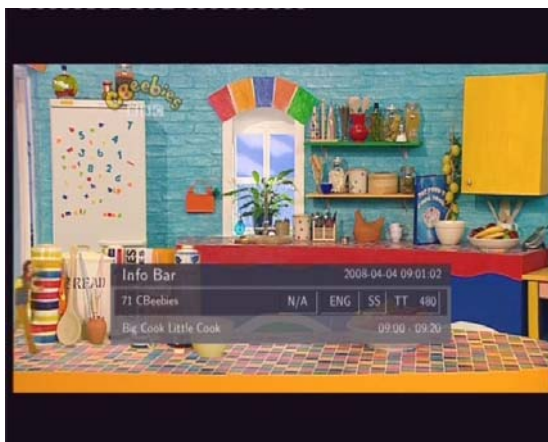 CBeebies
BBC
READ
Info Bar 2008-04-04 09:01:02
71 CBeebies N/A ENG SS TT 480
Big Cook Little Cook 09:00 - 09:20